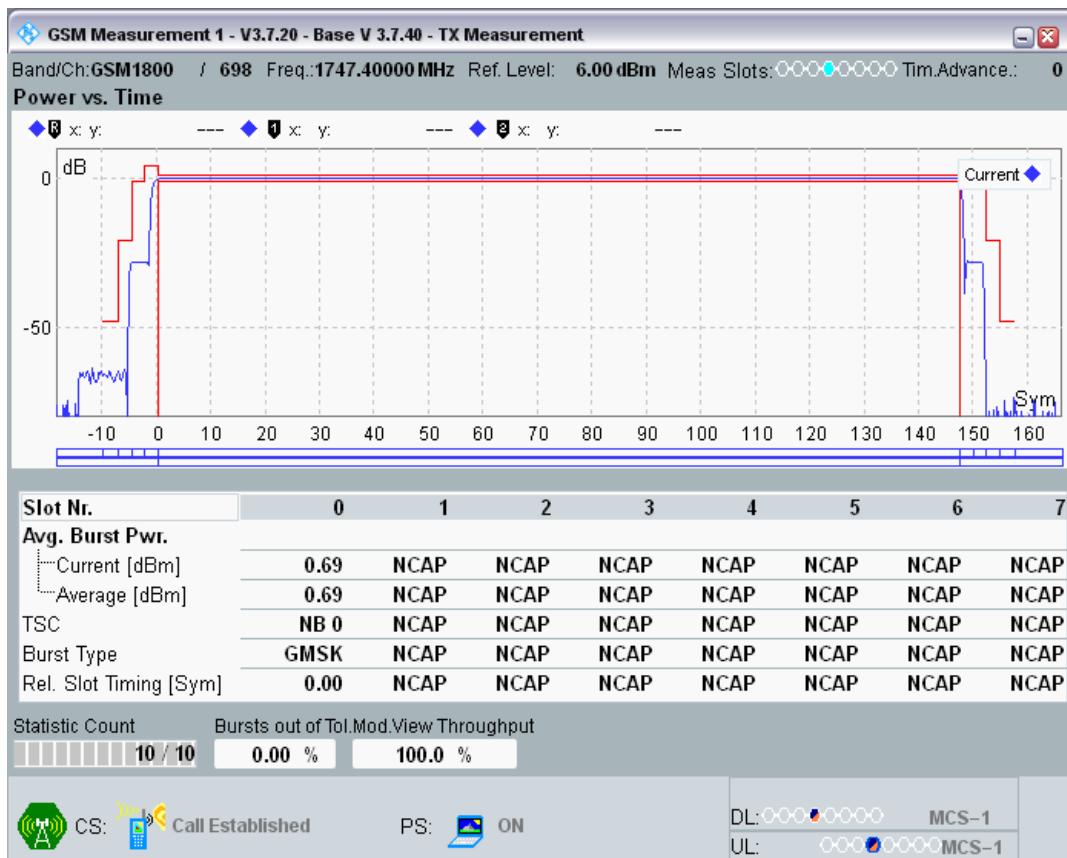 GSM Measurement 1 - V3.7.20 - Base V 3.7.40 - TX Measurement
Band/Ch:GSM1800 / 698 Freq.:1747.40000 MHz Ref. Level: 6.00 dBm Meas Slots: Tim.Advance.: 0
Power vs. Time
R x: y: --- 1 x: y: --- 2 x: y: ---
dB
Current
0
-50
Sym
-10 0 10 20 30 40 50 60 70 80 90 100 110 120 130 140 150 160
Slot Nr. 0 1 2 3 4 5 6 7
Avg. Burst Pwr.
Current [dBm] 0.69 NCAP NCAP NCAP NCAP NCAP NCAP NCAP
Average [dBm] 0.69 NCAP NCAP NCAP NCAP NCAP NCAP NCAP
TSC NB 0 NCAP NCAP NCAP NCAP NCAP NCAP NCAP
Burst Type GMSK NCAP NCAP NCAP NCAP NCAP NCAP NCAP
Rel. Slot Timing [Sym] 0.00 NCAP NCAP NCAP NCAP NCAP NCAP NCAP
Statistic Count Bursts out of Tol. Mod.View Throughput
10 / 10 0.00 % 100.0 %
CS: Call Established PS: ON
DL: MCS-1
UL: MCS-1